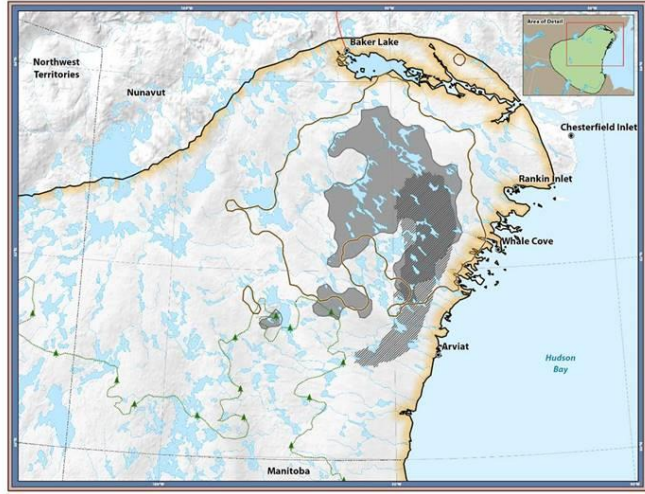 Area of Detail
Baker Lake
Northwest
Territories
Nunavut
Chesterfield Inlet
Rankin Inlet
Whale Cove
Arviat
Hudson
Bay
Manitoba